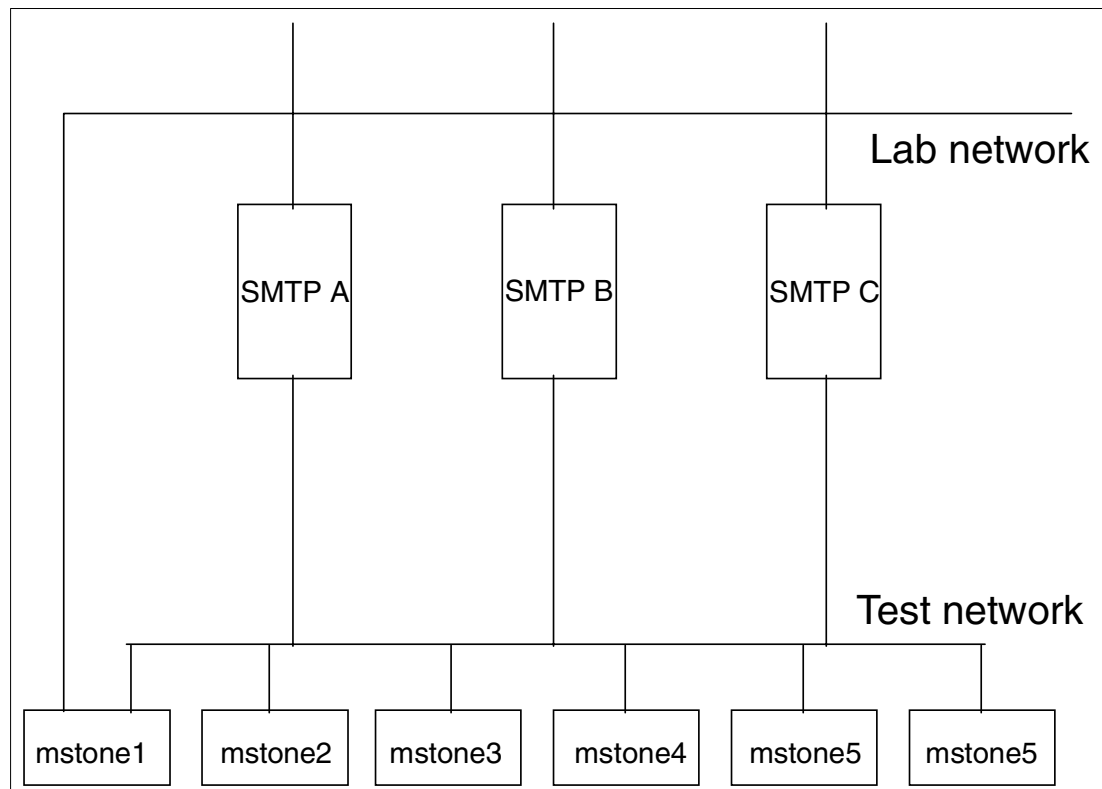 Lab network
SMTP A
SMTP B
SMTP C
Test network
mstone1
mstone2
mstone3
mstone4
mstone5
mstone5